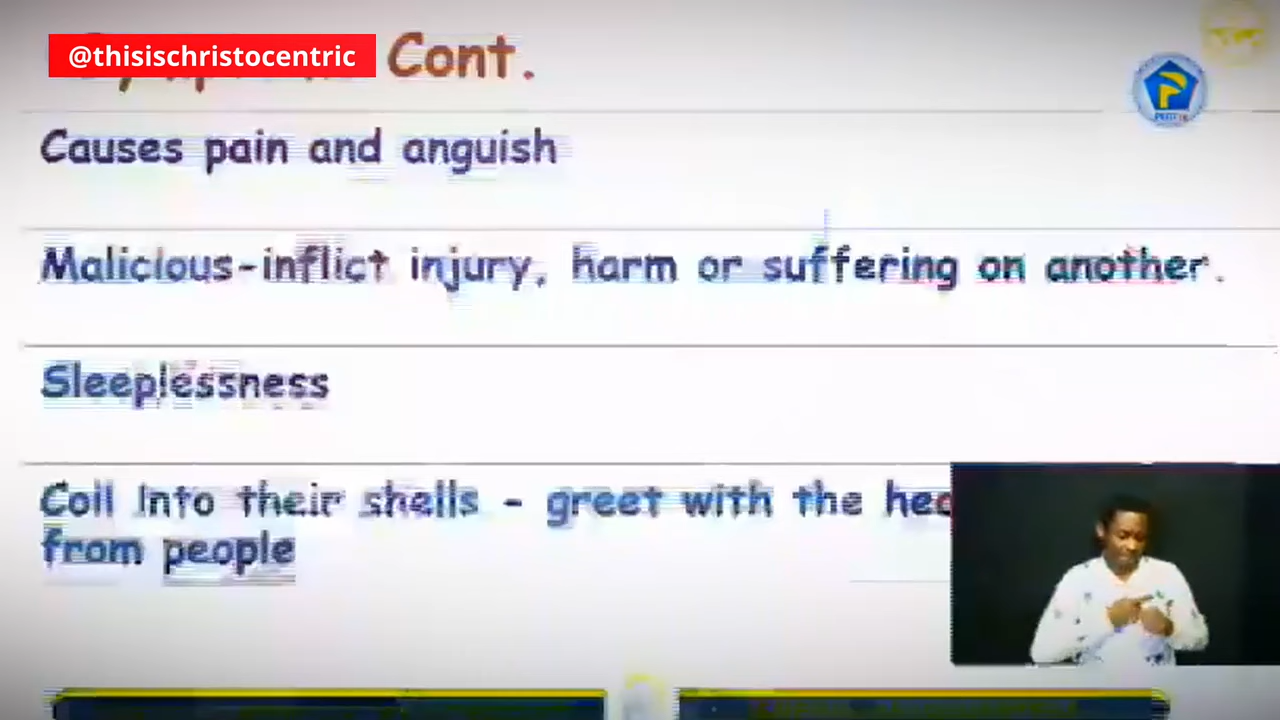 @thisischristocentric
Cont.
Causes pain and anguish
Malicious-inflict injury, harm or suffering on another.
Sleeplessness
Coil Into their shells - greet with the
from people